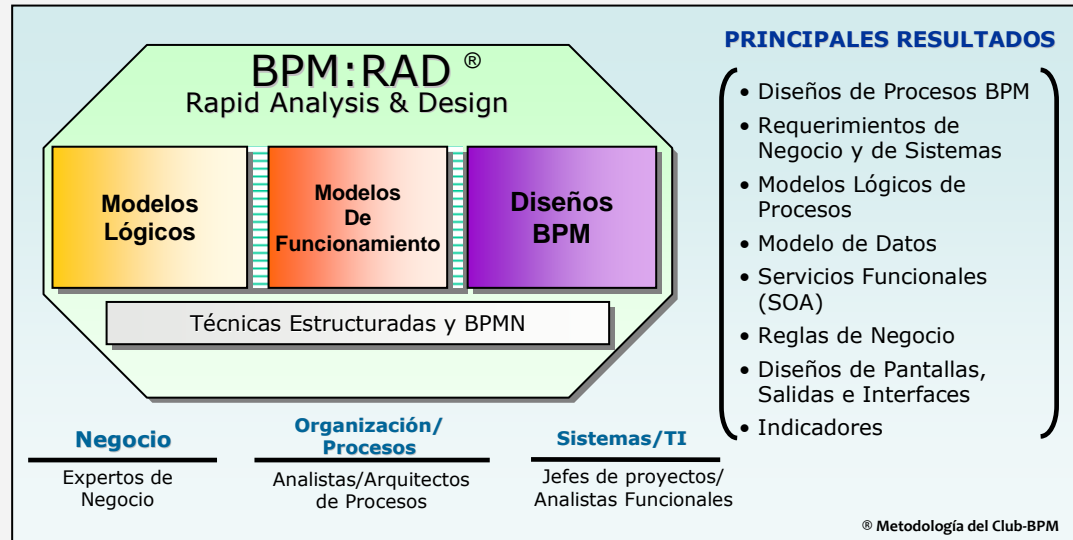 BPM:RAD ®
Rapid Analysis & Design
Modelos
Lógicos
Modelos
De
Funcionamiento
Diseños
BPM
Técnicas Estructuradas y BPMN
Negocio
Expertos de
Negocio
Organización/
Procesos
Analistas/Arquitectos
de Procesos
Sistemas/TI
Jefes de proyectos/
Analistas Funcionales
PRINCIPALES RESULTADOS
• Diseños de Procesos BPM
• Requerimientos de
Negocio y de Sistemas
• Modelos Lógicos de
Procesos
• Modelo de Datos
• Servicios Funcionales
(SOA)
• Reglas de Negocio
• Diseños de Pantallas,
Salidas e Interfaces
• Indicadores
® Metodología del Club-BPM